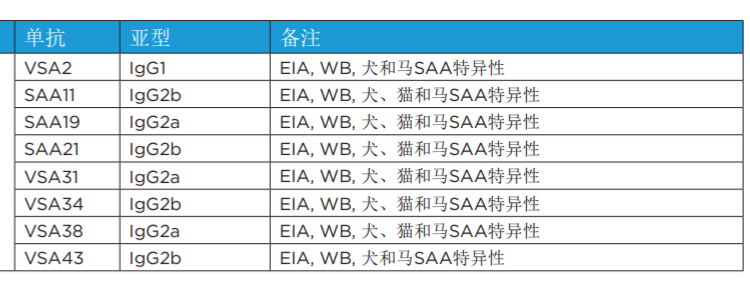 单抗 亚型 备注
VSA2 IgG1 EIA, WB, 犬和马SAA特异性
SAA11 IgG2b EIA, WB, 犬、猫和马SAA特异性
SAA19 IgG2a EIA, WB, 犬、猫和马SAA特异性
SAA21 IgG2b EIA, WB, 犬、猫和马SAA特异性
VSA31 IgG2a EIA, WB, 犬、猫和马SAA特异性
VSA34 IgG2b EIA, WB, 犬、猫和马SAA特异性
VSA38 IgG2a EIA, WB, 犬、猫和马SAA特异性
VSA43 IgG2b EIA, WB, 犬和马SAA特异性